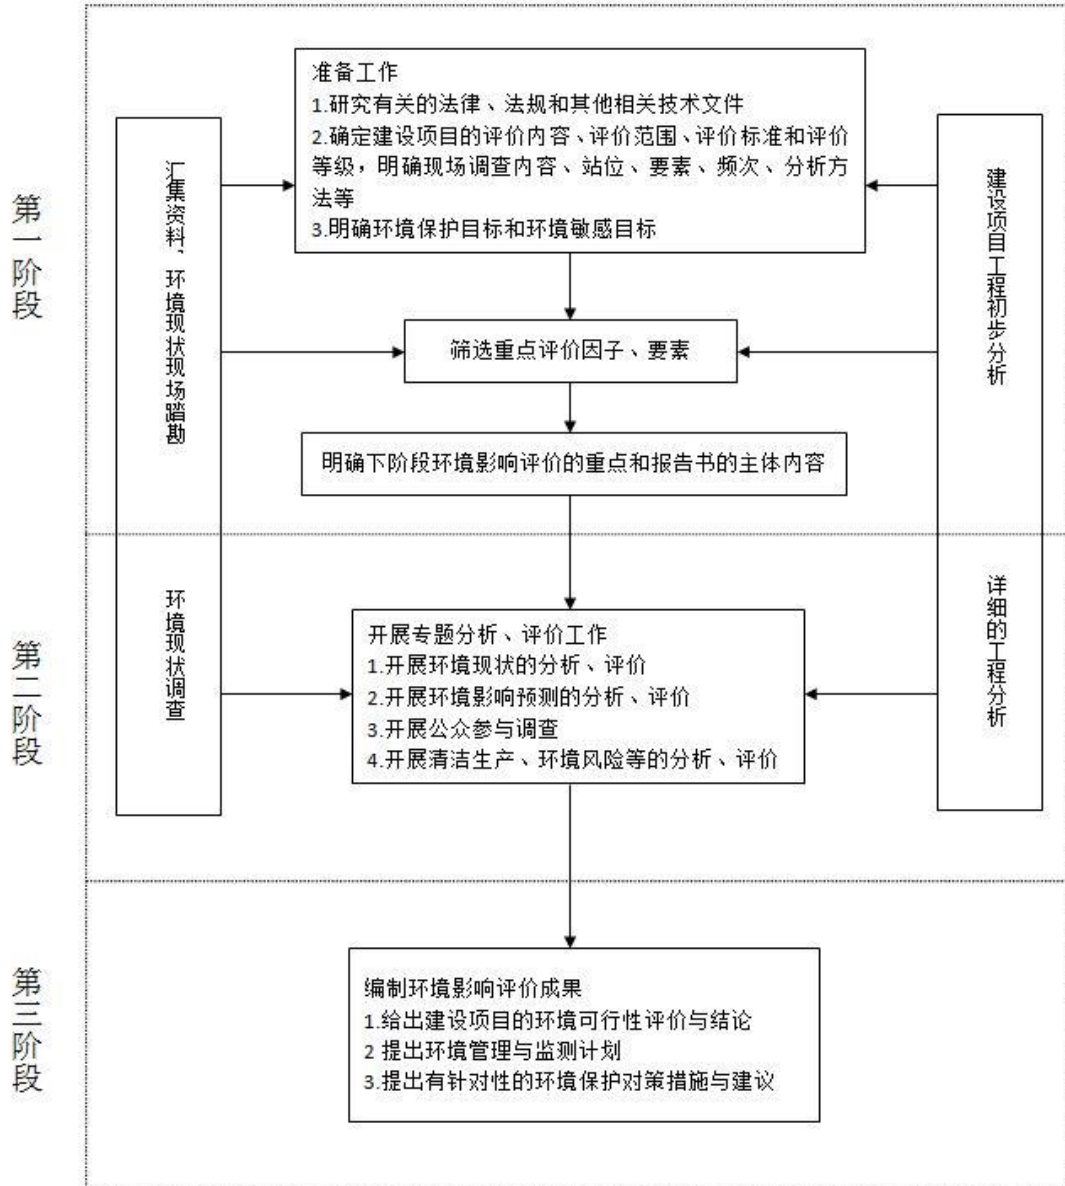 第一阶段
汇集资料、环境现状现场踏勘
准备工作
1.研究有关的法律、法规和其他相关技术文件
2.确定建设项目的评价内容、评价范围、评价标准和评价
等级，明确现场调查内容、站位、要素、频次、分析方
法等
3.明确环境保护目标和环境敏感目标
建设项目工程初步分析
筛选重点评价因子、要素
明确下阶段环境影响评价的重点和报告书的主体内容
第二阶段
环境现状调查
开展专题分析、评价工作
1.开展环境现状的分析、评价
2.开展环境影响预测的分析、评价
3.开展公众参与调查
4.开展清洁生产、环境风险等的分析、评价
详细的工程分析
第三阶段
编制环境影响评价成果
1.给出建设项目的环境可行性评价与结论
2 提出环境管理与监测计划
3.提出有针对性的环境保护对策措施与建议